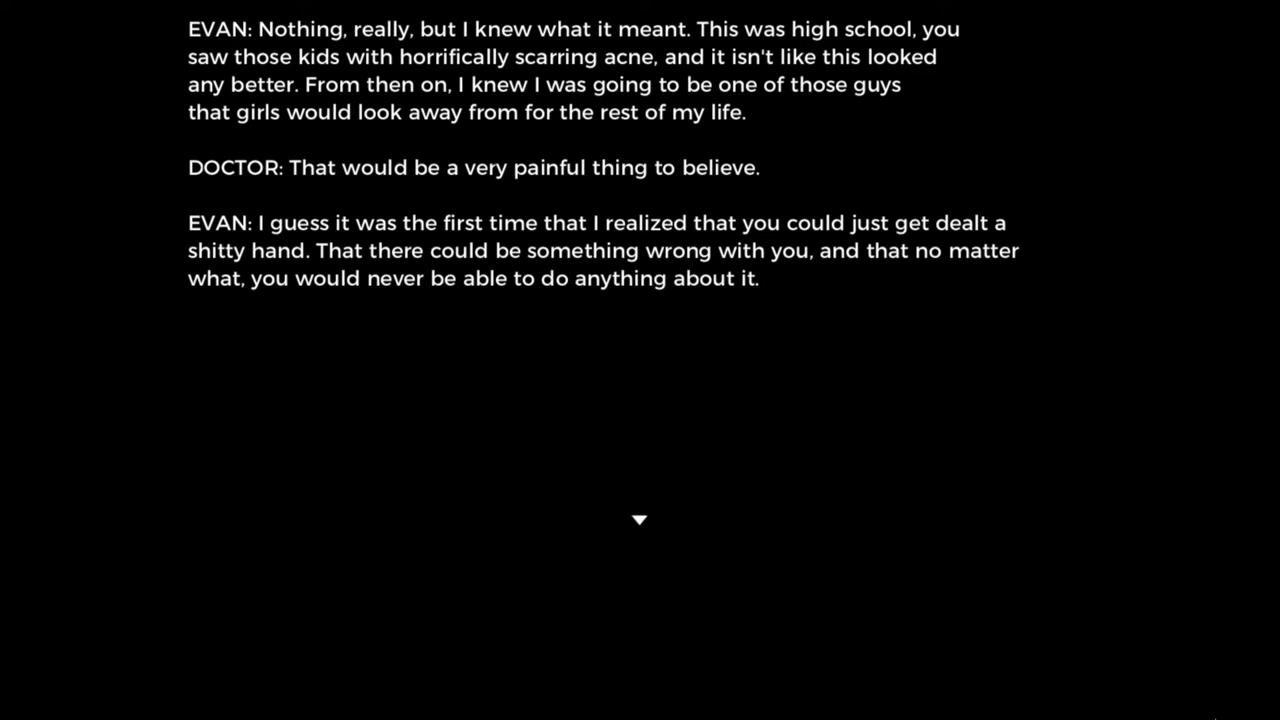 EVAN: Nothing, really, but I knew what it meant. This was high school, you
saw those kids with horrifically scarring acne, and it isn't like this looked
any better. From then on, I knew I was going to be one of those guys
that girls would look away from for the rest of my life.
DOCTOR: That would be a very painful thing to believe.
EVAN: I guess it was the first time that I realized that you could just get dealt a
shitty hand. That there could be something wrong with you, and that no matter
what, you would never be able to do anything about it.